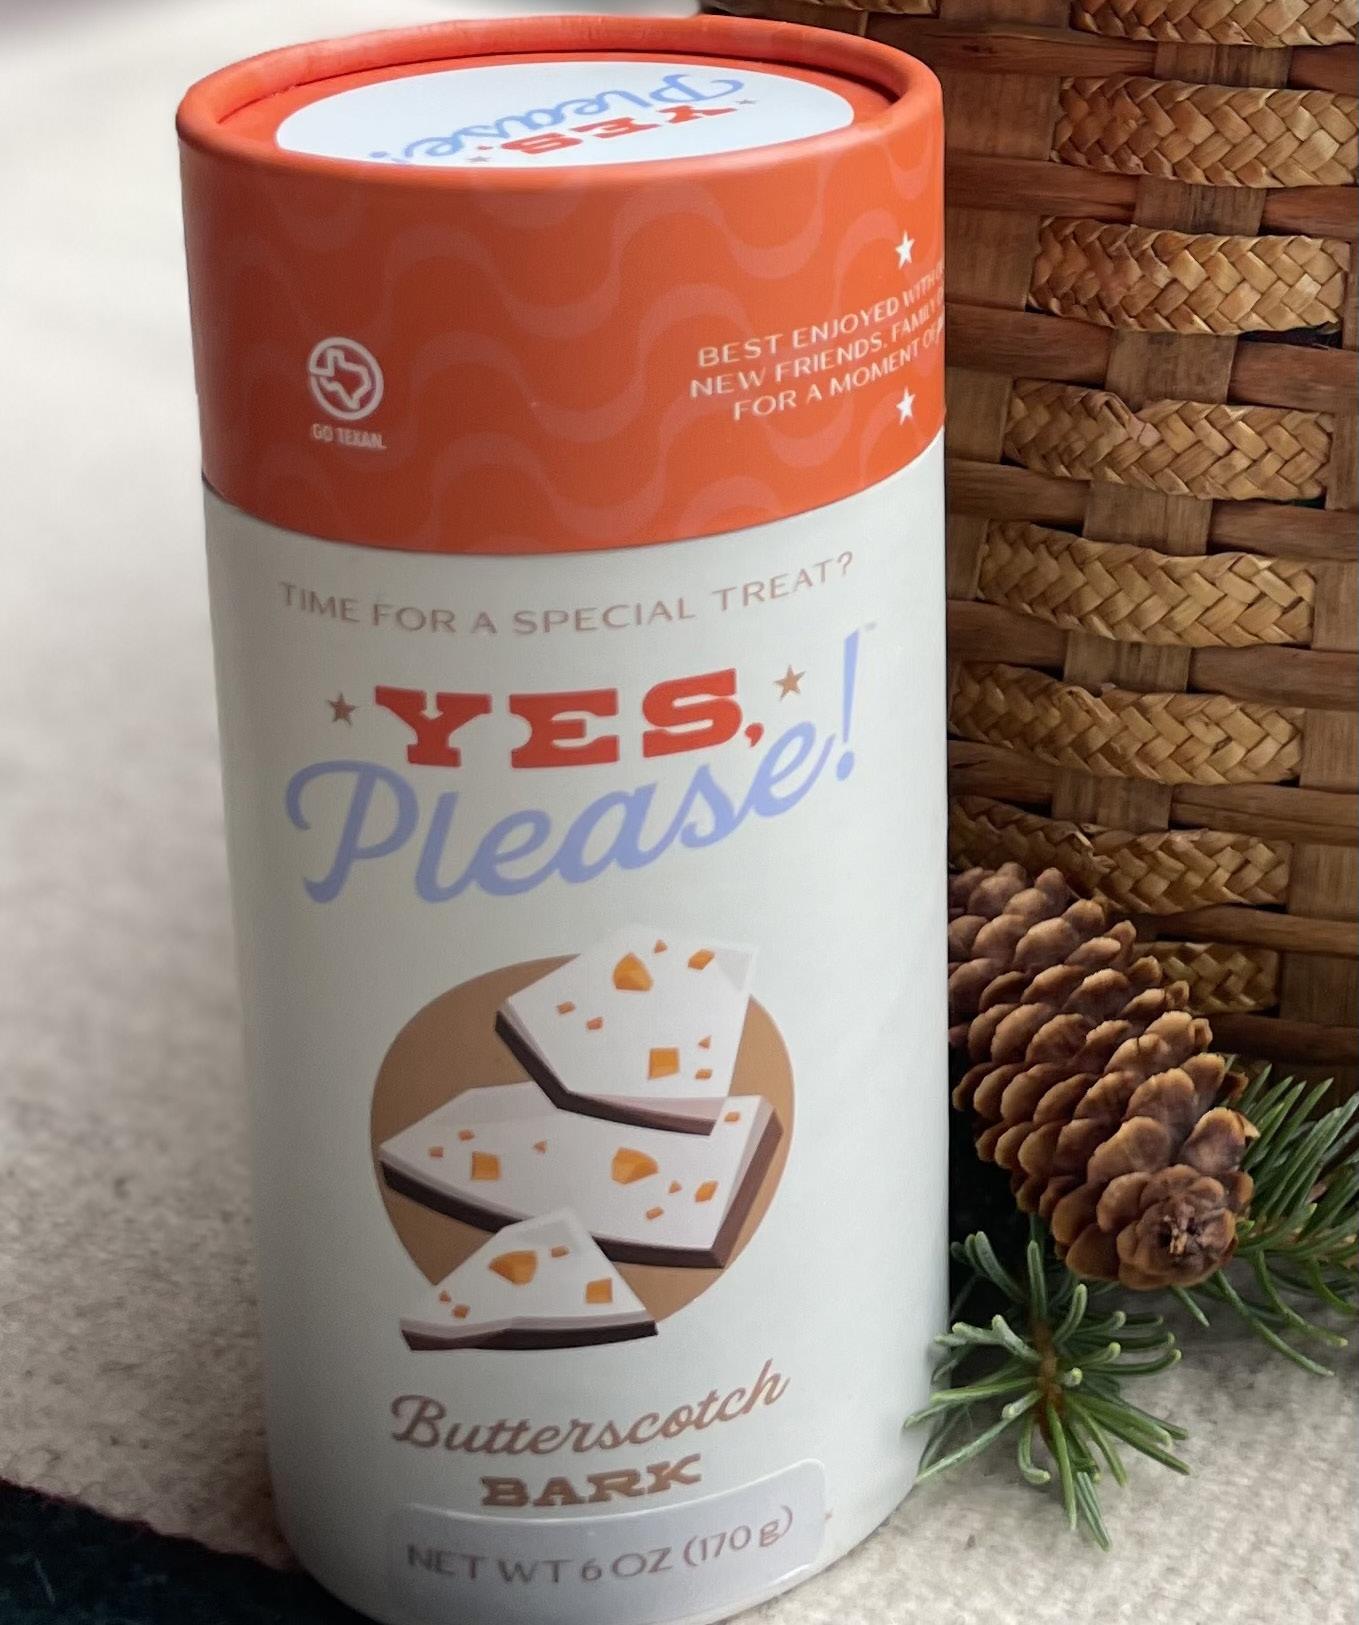 YES,
Please!
GO TEXAN.
BEST ENJOYED WITH
NEW FRIENDS, FAMILY
FOR A MOMENT OF
TIME FOR A SPECIAL TREAT?
YES,
Please!™
Butterscotch
BARK
NET WT 6 OZ (170 g)